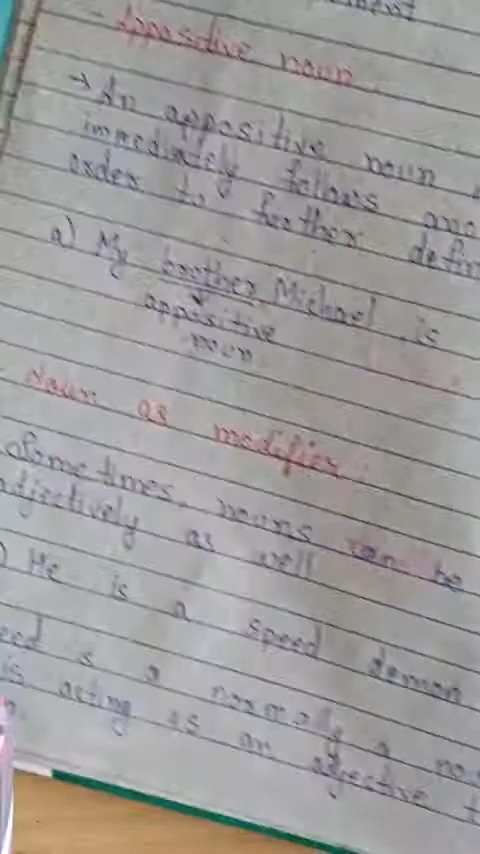 - Appositive noun
→ An appositive noun
immediately follows
order to further defin
a) My brother Michael is
appositive
noun
Noun as modifier
Sometimes, nouns can be
adjectively as well
) He is a speed demon
eed is a normally a no
is acting as an adjective t